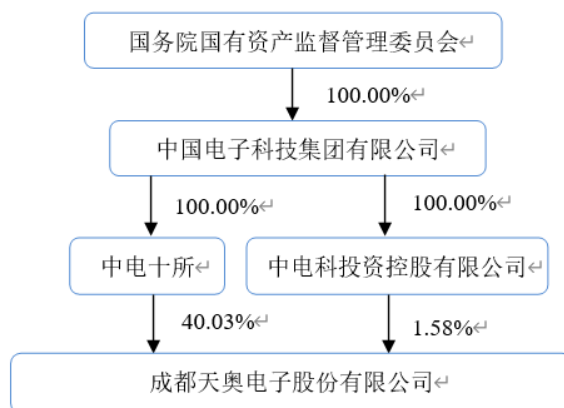 国务院国有资产监督管理委员会↵
100.00%↵
中国电子科技集团有限公司↵
100.00%↵ 100.00%↵
中电十所↵ 中电科投资控股有限公司↵
40.03%↵ 1.58%↵
成都天奥电子股份有限公司↵